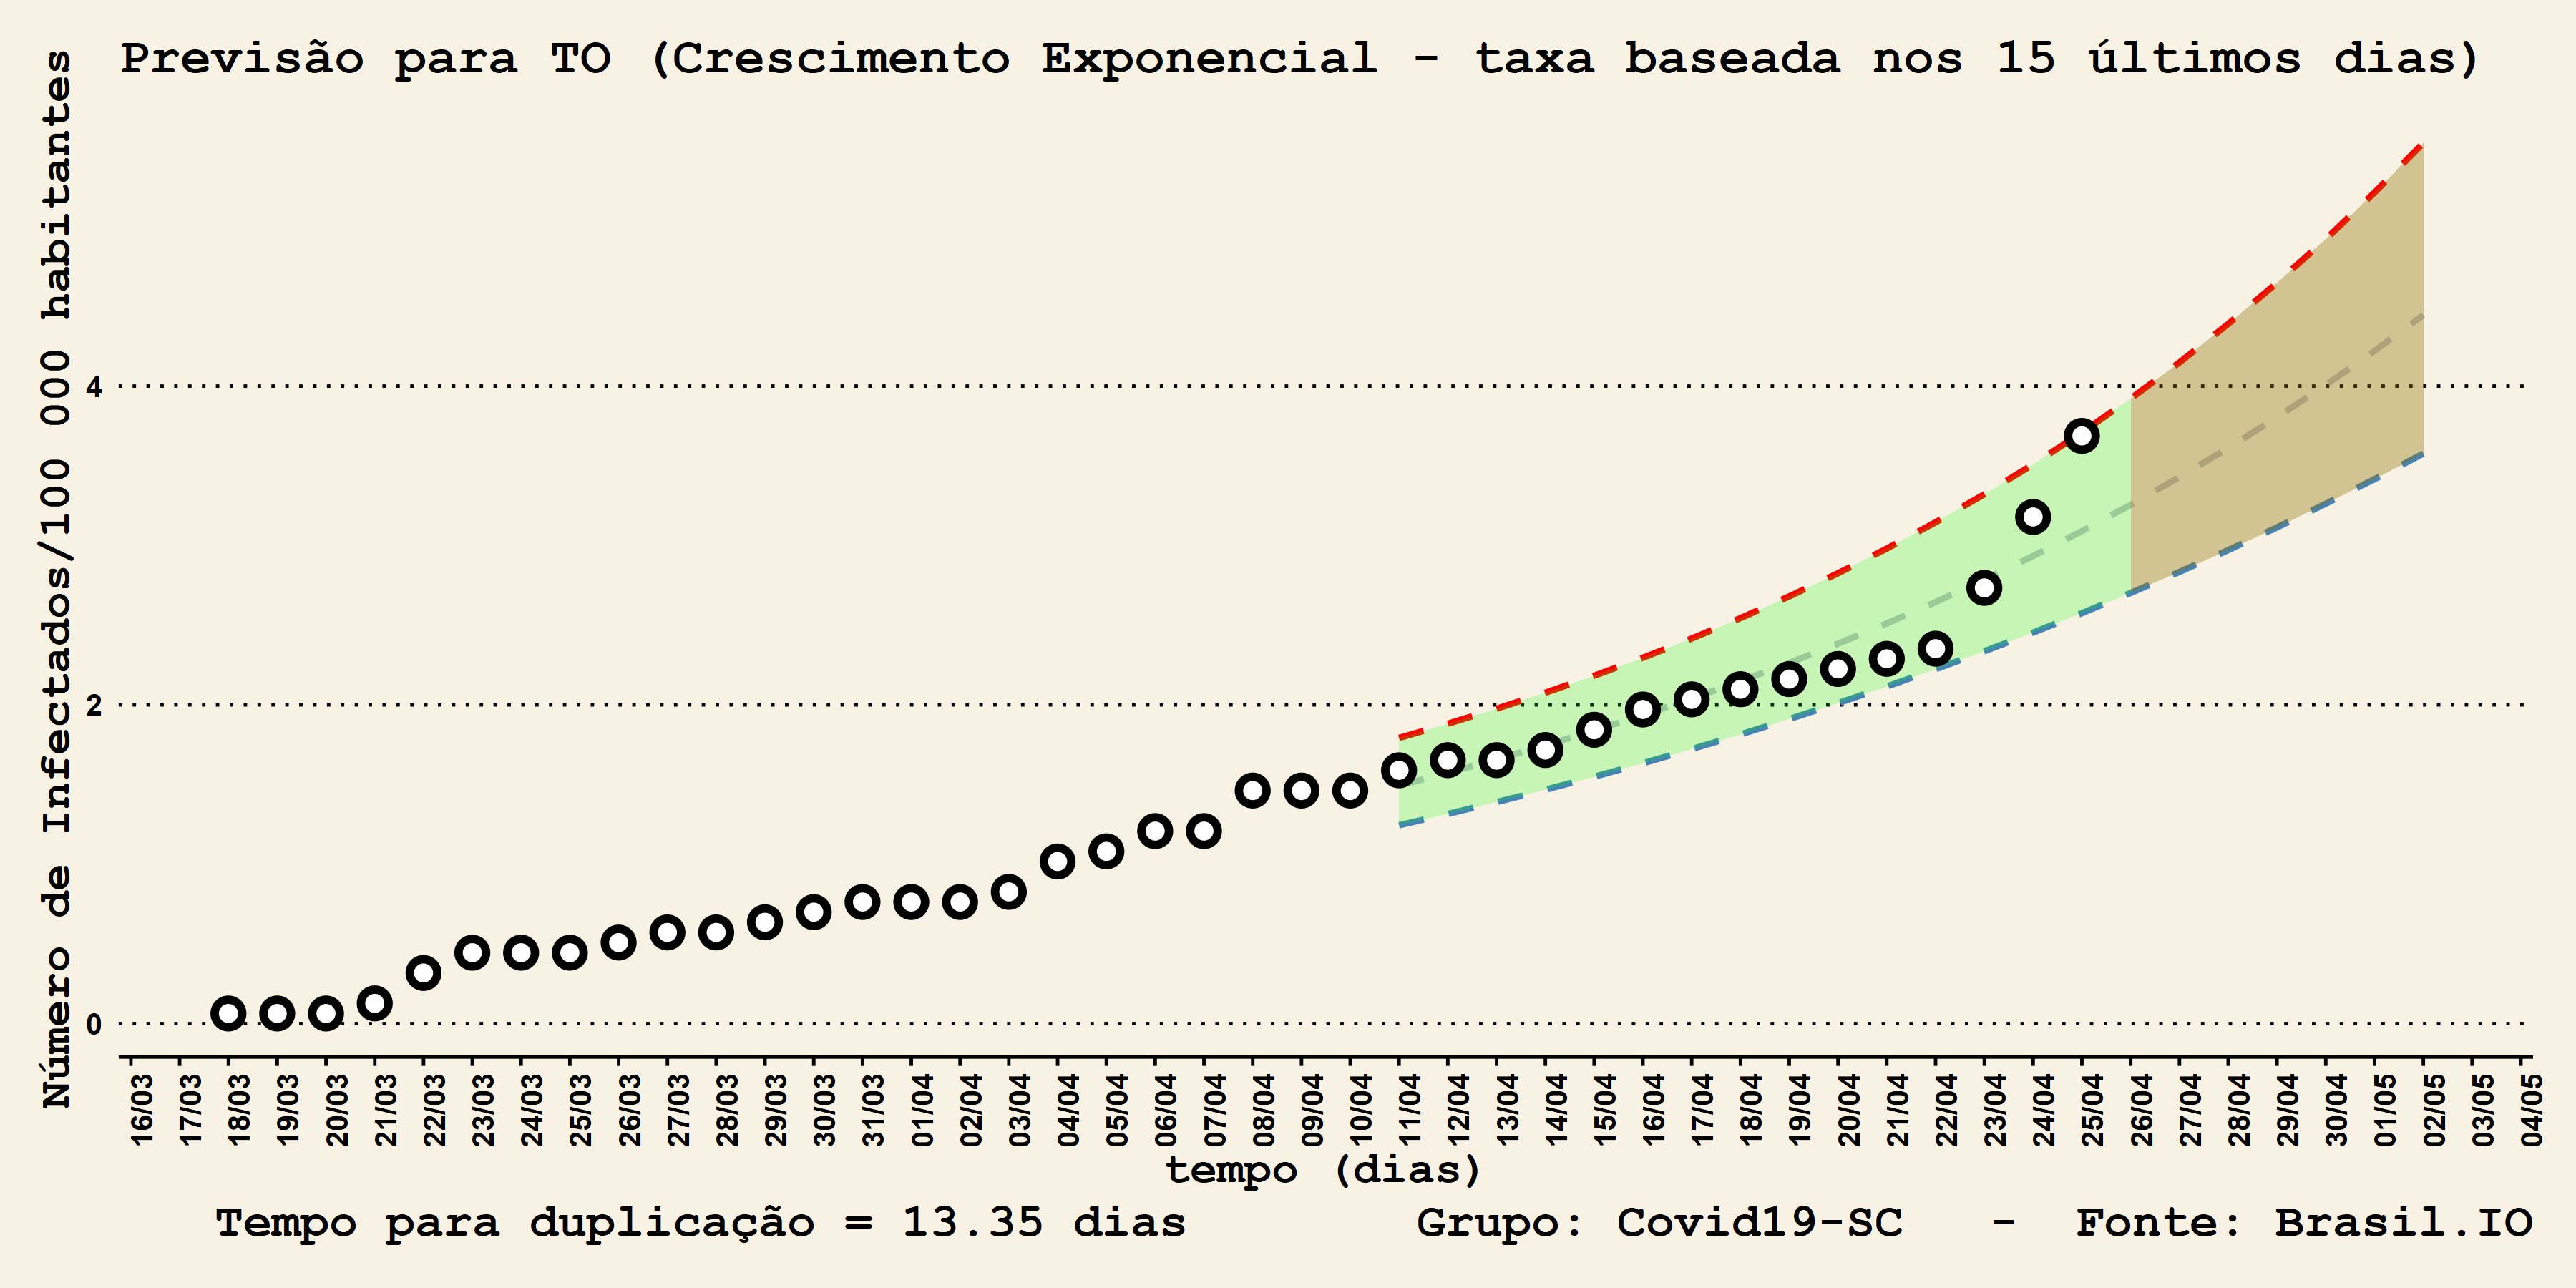 Previsão para TO (Crescimento Exponencial - taxa baseada nos 15 últimos dias)
Número de Infectados/100 000 habitantes
4
2
0
16/03 17/03 18/03 19/03 20/03 21/03 22/03 23/03 24/03 25/03 26/03 27/03 28/03 29/03 30/03 31/03 01/04 02/04 03/04 04/04 05/04 06/04 07/04 08/04 09/04 10/04 11/04 12/04 13/04 14/04 15/04 16/04 17/04 18/04 19/04 20/04 21/04 22/04 23/04 24/04 25/04 26/04 27/04 28/04 29/04 30/04 01/05 02/05 03/05 04/05
tempo (dias)
Tempo para duplicação = 13.35 dias Grupo: Covid19-SC - Fonte: Brasil.IO